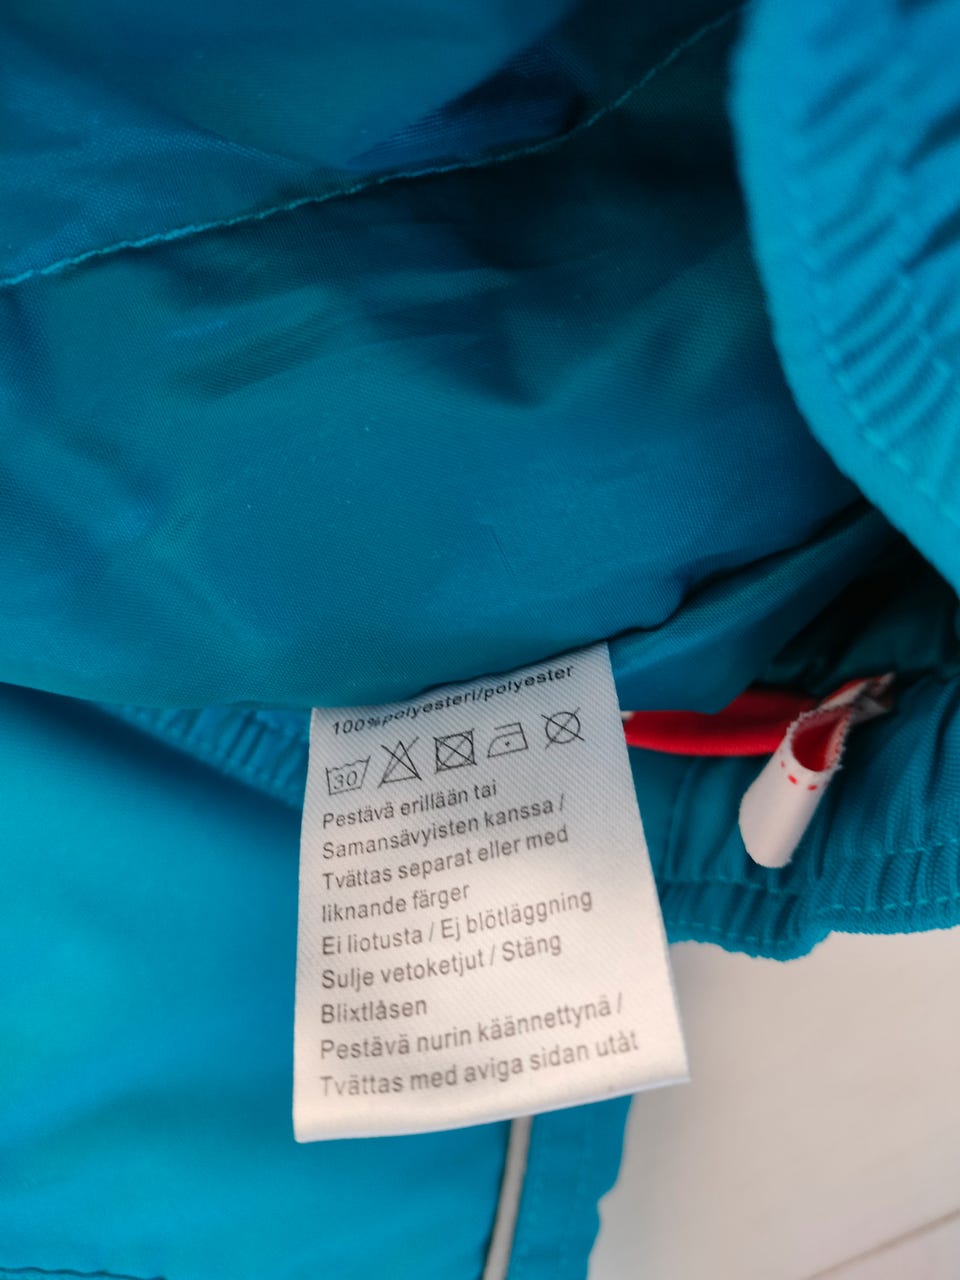 100%polyesteri/polyester
30
Pestävä erillään tai
Samansävyisten kanssa /
Tvättas separat eller med
liknande färger
Ei liotusta / Ej blötläggning
Sulje vetoketjut / Stäng
Blixtlåsen
Pestävä nurin käännettynä /
Tvättas med aviga sidan utåt